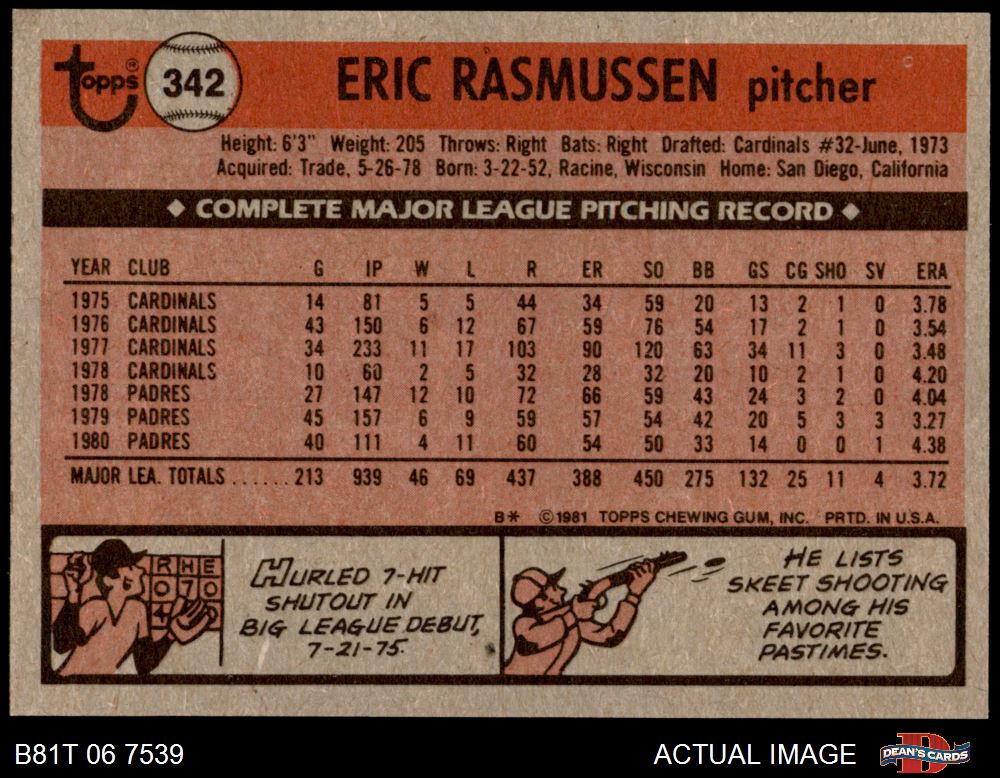 topps® 342 ERIC RASMUSSEN pitcher
Height: 6'3" Weight: 205 Throws: Right Bats: Right Drafted: Cardinals #32-June, 1973
Acquired: Trade, 5-26-78 Born: 3-22-52, Racine, Wisconsin Home: San Diego, California
◆ COMPLETE MAJOR LEAGUE PITCHING RECORD ◆
YEAR CLUB G IP W L R ER SO BB GS CG SHO SV ERA
1975 CARDINALS 14 81 5 5 44 34 59 20 13 2 1 0 3.78
1976 CARDINALS 43 150 6 12 67 59 76 54 17 2 1 0 3.54
1977 CARDINALS 34 233 11 17 103 90 120 63 34 11 3 0 3.48
1978 CARDINALS 10 60 2 5 32 28 32 20 10 2 1 0 4.20
1978 PADRES 27 147 12 10 72 66 59 43 24 3 2 0 4.04
1979 PADRES 45 157 6 9 59 57 54 42 20 5 3 3 3.27
1980 PADRES 40 111 4 11 60 54 50 33 14 0 0 1 4.38
MAJOR LEA. TOTALS ...... 213 939 46 69 437 388 450 275 132 25 11 4 3.72
B* ©1981 TOPPS CHEWING GUM, INC. PRTD. IN U.S.A.
R H E
0 7 0
HURLED 7-HIT
SHUTOUT IN
BIG LEAGUE DEBUT,
7-21-75.
HE LISTS
SKEET SHOOTING
AMONG HIS
FAVORITE
PASTIMES.
B81T 06 7539 ACTUAL IMAGE DEAN'S CARDS